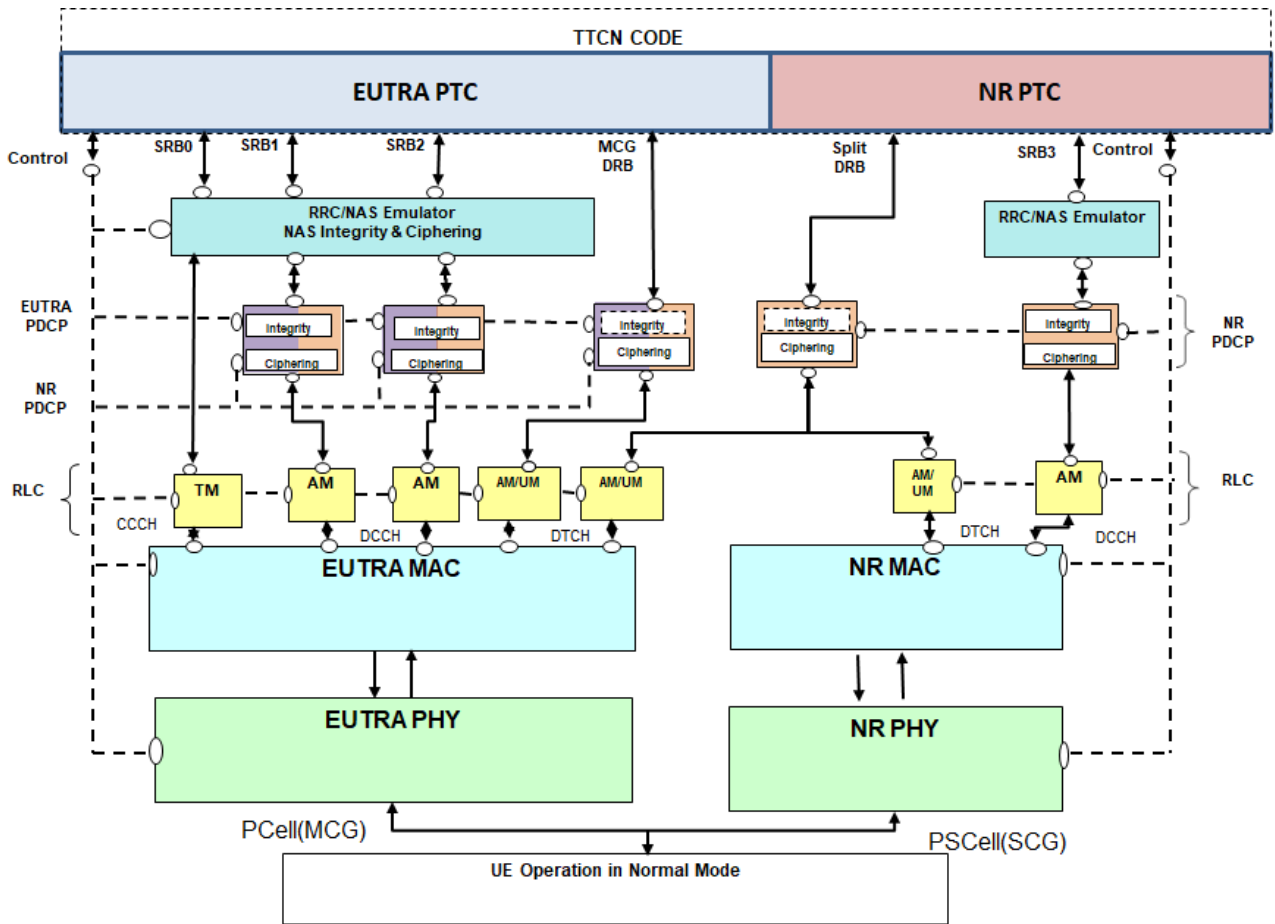 TTCN CODE
EUTRA PTC
NR PTC
Control
SRB0
SRB1
SRB2
MCG
DRB
Split
DRB
SRB3
Control
RRC/NAS Emulator
NAS Integrity & Ciphering
RRC/NAS Emulator
EUTRA
PDCP
Integrity
Ciphering
Integrity
Ciphering
Integrity
Ciphering
Integrity
Ciphering
Integrity
Ciphering
NR
PDCP
NR
PDCP
RLC
TM
AM
AM
AM/UM
AM/UM
AM/
UM
AM
RLC
CCCH
DCCH
DTCH
DTCH
DCCH
EUTRA MAC
NR MAC
EUTRA PHY
NR PHY
PCell(MCG)
PSCell(SCG)
UE Operation in Normal Mode